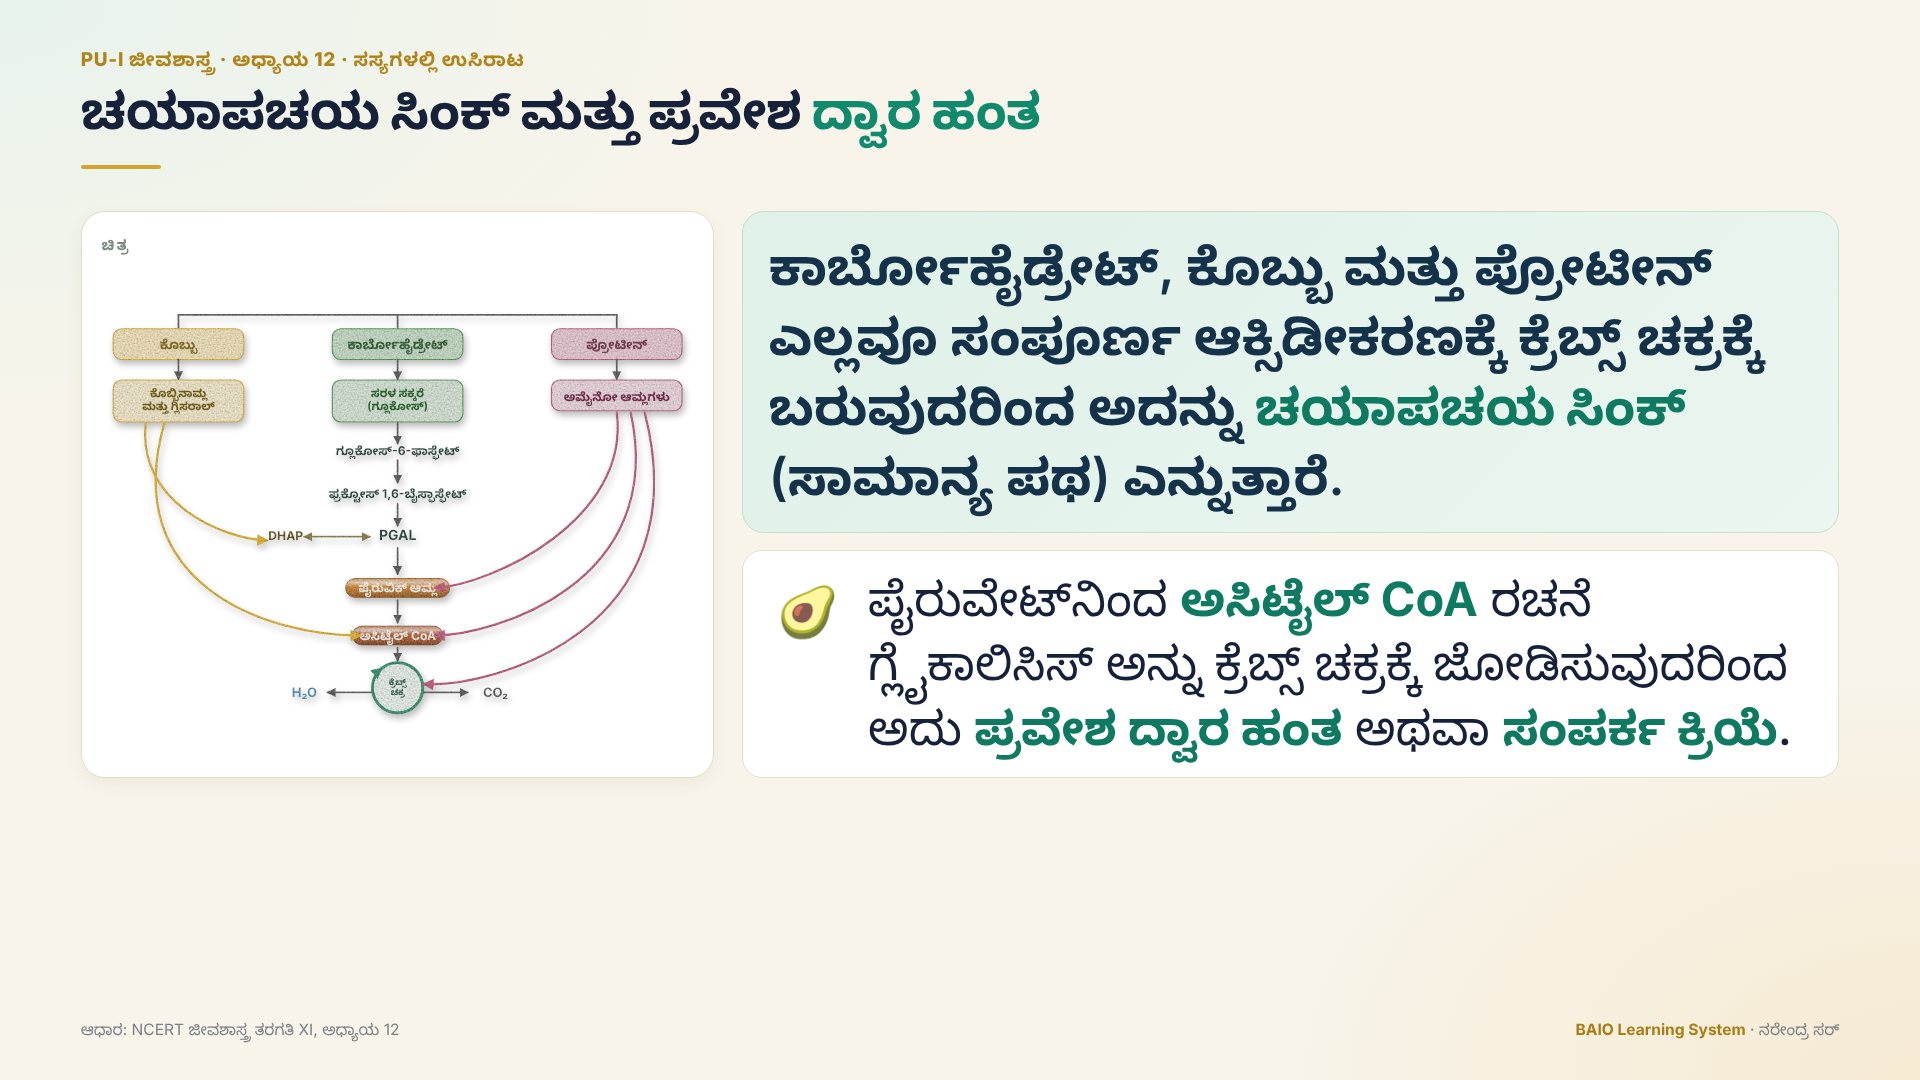 PU-I ಜೀವಶಾಸ್ತ್ರ · ಅಧ್ಯಾಯ 12 · ಸಸ್ಯಗಳಲ್ಲಿ ಉಸಿರಾಟ
ಚಯಾಪಚಯ ಸಿಂಕ್ ಮತ್ತು ಪ್ರವೇಶ ದ್ವಾರ ಹಂತ
ಚಿತ್ರ
ಕೊಬ್ಬು
ಕಾರ್ಬೋಹೈಡ್ರೇಟ್
ಪ್ರೋಟೀನ್
ಕೊಬ್ಬಿನಾಮ್ಲ
ಮತ್ತು ಗ್ಲಿಸರಾಲ್
ಸರಳ ಸಕ್ಕರೆ
(ಗ್ಲೂಕೋಸ್)
ಅಮೈನೋ ಆಮ್ಲಗಳು
ಗ್ಲೂಕೋಸ್-6-ಫಾಸ್ಫೇಟ್
ಫ್ರಕ್ಟೋಸ್ 1,6-ಬೈಸ್ಫಾಸ್ಫೇಟ್
DHAP
PGAL
ಪೈರುವಿಕ್ ಆಮ್ಲ
ಅಸಿಟೈಲ್ CoA
ಕ್ರೆಬ್ಸ್
ಚಕ್ರ
H₂O
CO₂
ಕಾರ್ಬೋಹೈಡ್ರೇಟ್, ಕೊಬ್ಬು ಮತ್ತು ಪ್ರೋಟೀನ್
ಎಲ್ಲವೂ ಸಂಪೂರ್ಣ ಆಕ್ಸಿಡೀಕರಣಕ್ಕೆ ಕ್ರೆಬ್ಸ್ ಚಕ್ರಕ್ಕೆ
ಬರುವುದರಿಂದ ಅದನ್ನು ಚಯಾಪಚಯ ಸಿಂಕ್
(ಸಾಮಾನ್ಯ ಪಥ) ಎನ್ನುತ್ತಾರೆ.
ಪೈರುವೇಟ್‌ನಿಂದ ಅಸಿಟೈಲ್ CoA ರಚನೆ
ಗ್ಲೈಕಾಲಿಸಿಸ್ ಅನ್ನು ಕ್ರೆಬ್ಸ್ ಚಕ್ರಕ್ಕೆ ಜೋಡಿಸುವುದರಿಂದ
ಅದು ಪ್ರವೇಶ ದ್ವಾರ ಹಂತ ಅಥವಾ ಸಂಪರ್ಕ ಕ್ರಿಯೆ.
ಆಧಾರ: NCERT ಜೀವಶಾಸ್ತ್ರ ತರಗತಿ XI, ಅಧ್ಯಾಯ 12
BAIO Learning System · ನರೇಂದ್ರ ಸರ್